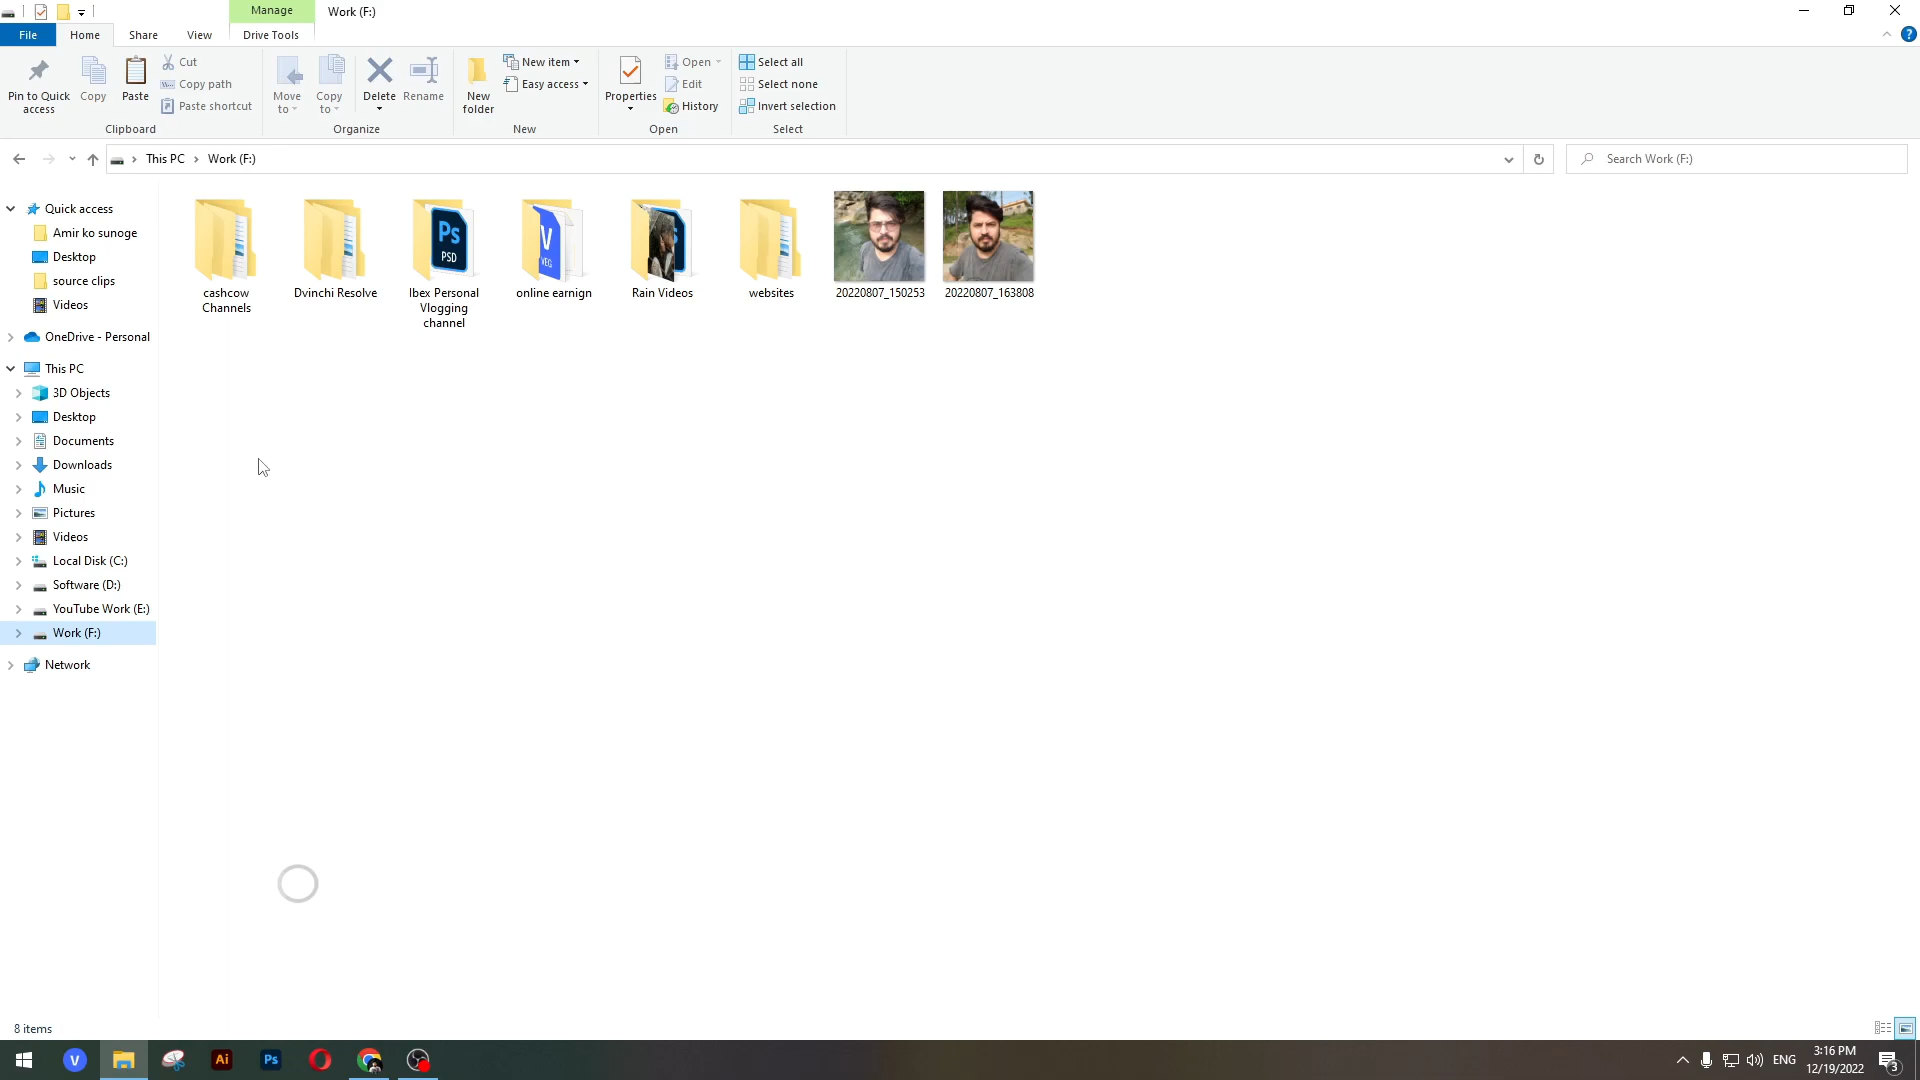 Manage
Work (F:)
File
Home
Share
View
Drive Tools
Pin to Quick
access
Copy
Paste
Cut
Copy path
Paste shortcut
Clipboard
Move
to
Copy
to
Delete
Rename
Organize
New
folder
New item
Easy access
New
Properties
Open
Edit
History
Open
Select all
Select none
Invert selection
Select
This PC
Work (F:)
Search Work (F:)
Quick access
Amir ko sunoge
Desktop
source clips
Videos
OneDrive - Personal
This PC
3D Objects
Desktop
Documents
Downloads
Music
Pictures
Videos
Local Disk (C:)
Software (D:)
YouTube Work (E:)
Work (F:)
Network
cashcow
Channels
Dvinchi Resolve
Ps
PSD
Ibex Personal
Vlogging
channel
V
VEG
online earnign
Rain Videos
websites
20220807_150253
20220807_163808
8 items
V
Ai
Ps
ENG
3:16 PM
12/19/2022
3